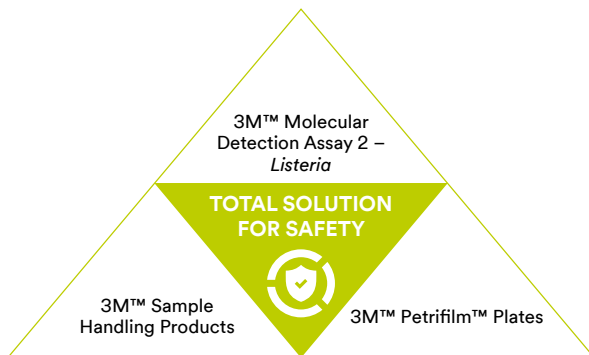 3M™ Molecular
Detection Assay 2 –
Listeria
TOTAL SOLUTION
FOR SAFETY
3M™ Sample
Handling Products
3M™ Petrifilm™ Plates